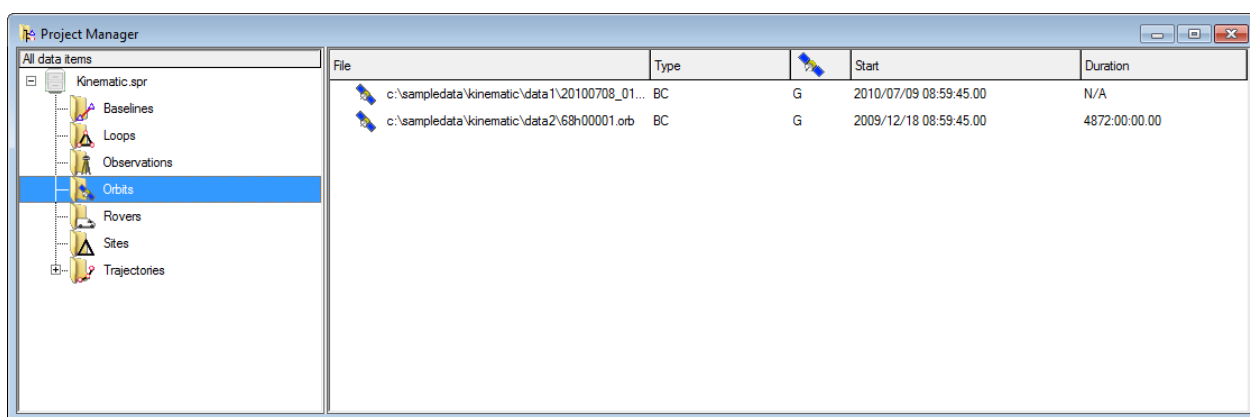 Project Manager
All data items
Kinematic.spr
Baselines
Loops
Observations
Orbits
Rovers
Sites
Trajectories
File Type Start Duration
c:\sampledata\kinematic\data1\20100708_01... BC G 2010/07/09 08:59:45.00 N/A
c:\sampledata\kinematic\data2\68h00001.orb BC G 2009/12/18 08:59:45.00 4872:00:00.00